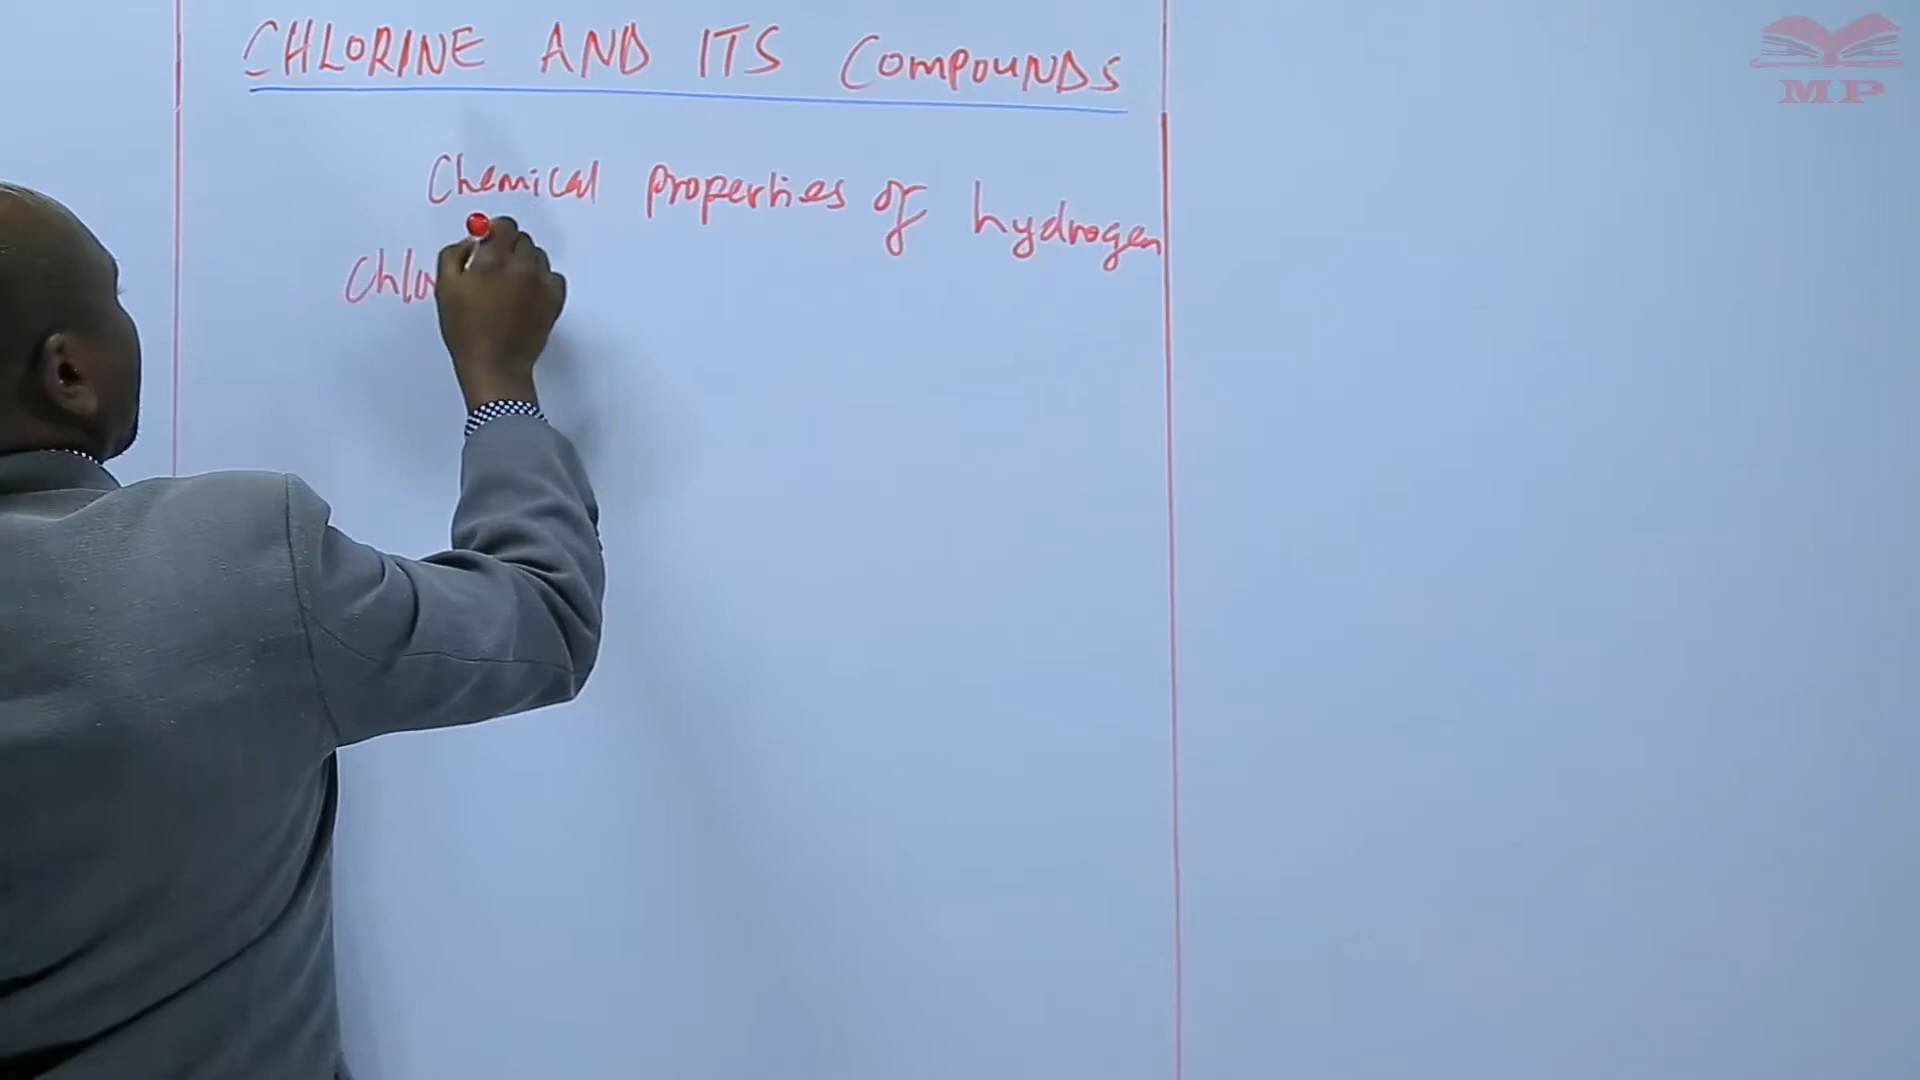 CHLORINE AND ITS COMPOUNDS
Chemical properties of hydrogen
Chlo
MP